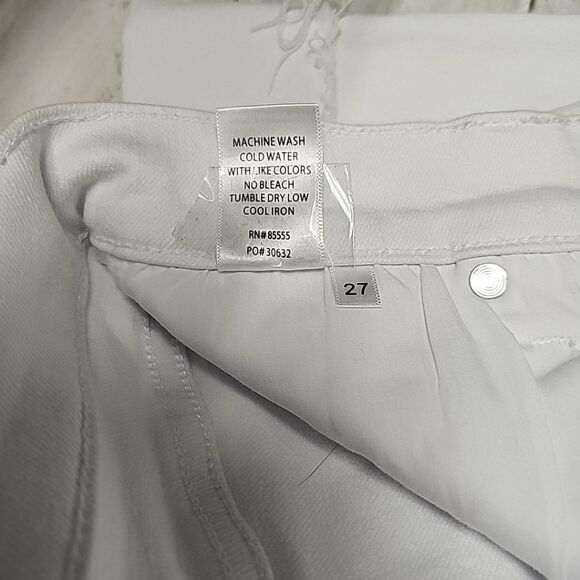 MACHINE WASH
COLD WATER
WITH LIKE COLORS
NO BLEACH
TUMBLE DRY LOW
COOL IRON
RN# 85555
PO# 30632
27